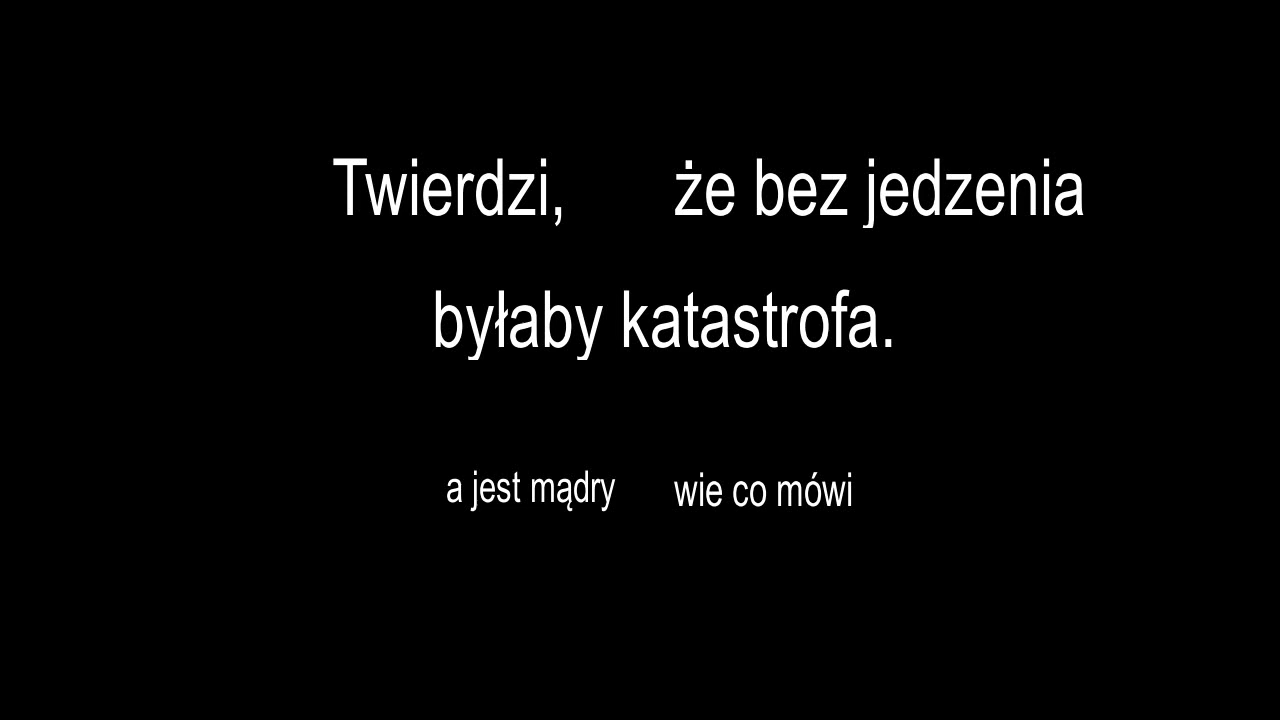 Twierdzi, że bez jedzenia
byłaby katastrofa.
a jest mądry wie co mówi